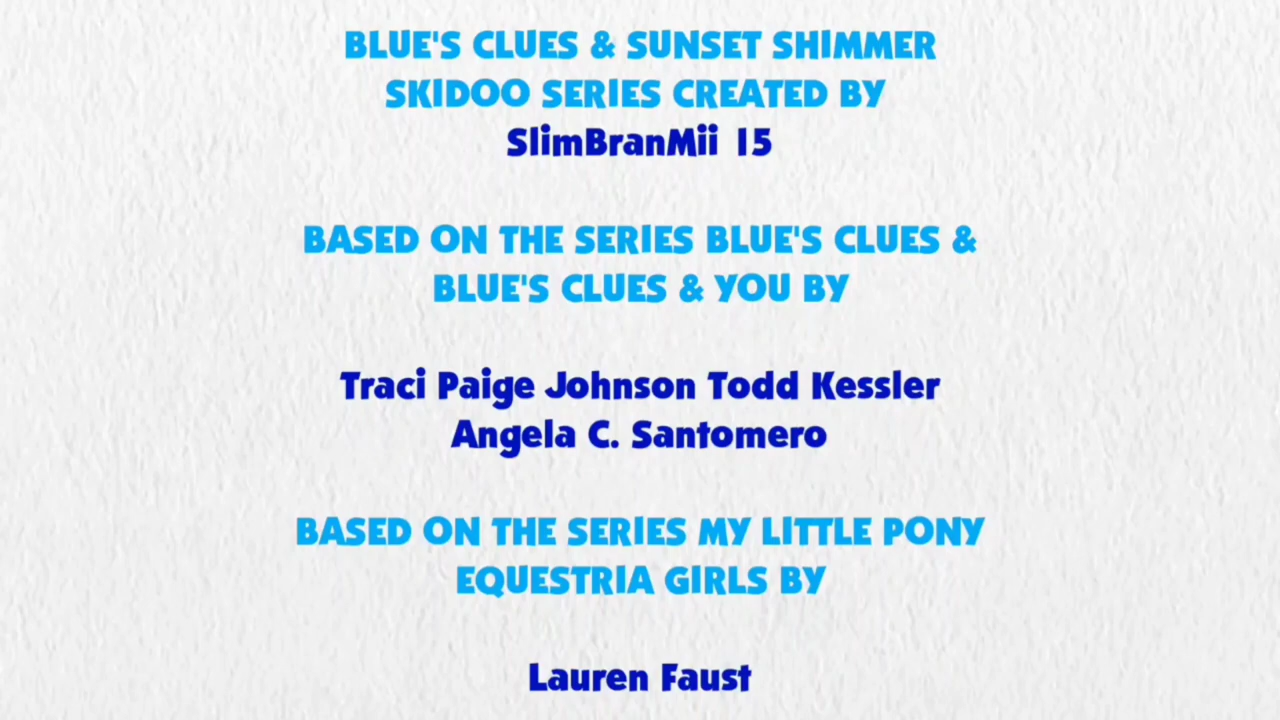 BLUE'S CLUES & SUNSET SHIMMER
SKIDOO SERIES CREATED BY
SlimBranMii 15
BASED ON THE SERIES BLUE'S CLUES &
BLUE'S CLUES & YOU BY
Traci Paige Johnson Todd Kessler
Angela C. Santomero
BASED ON THE SERIES MY LITTLE PONY
EQUESTRIA GIRLS BY
Lauren Faust